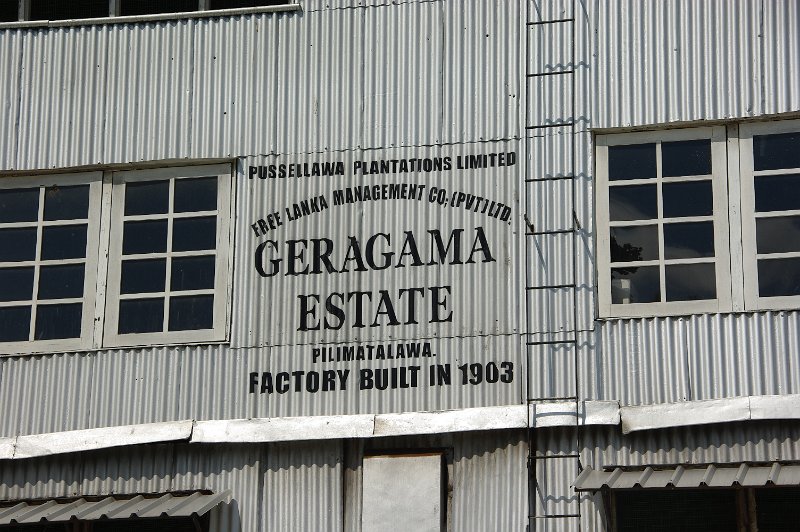 PUSSELLAWA PLANTATIONS LIMITED
FREE LANKA MANAGEMENT CO; (PVT) LTD.
GERAGAMA
ESTATE
PILIMATALAWA.
FACTORY BUILT IN 1903